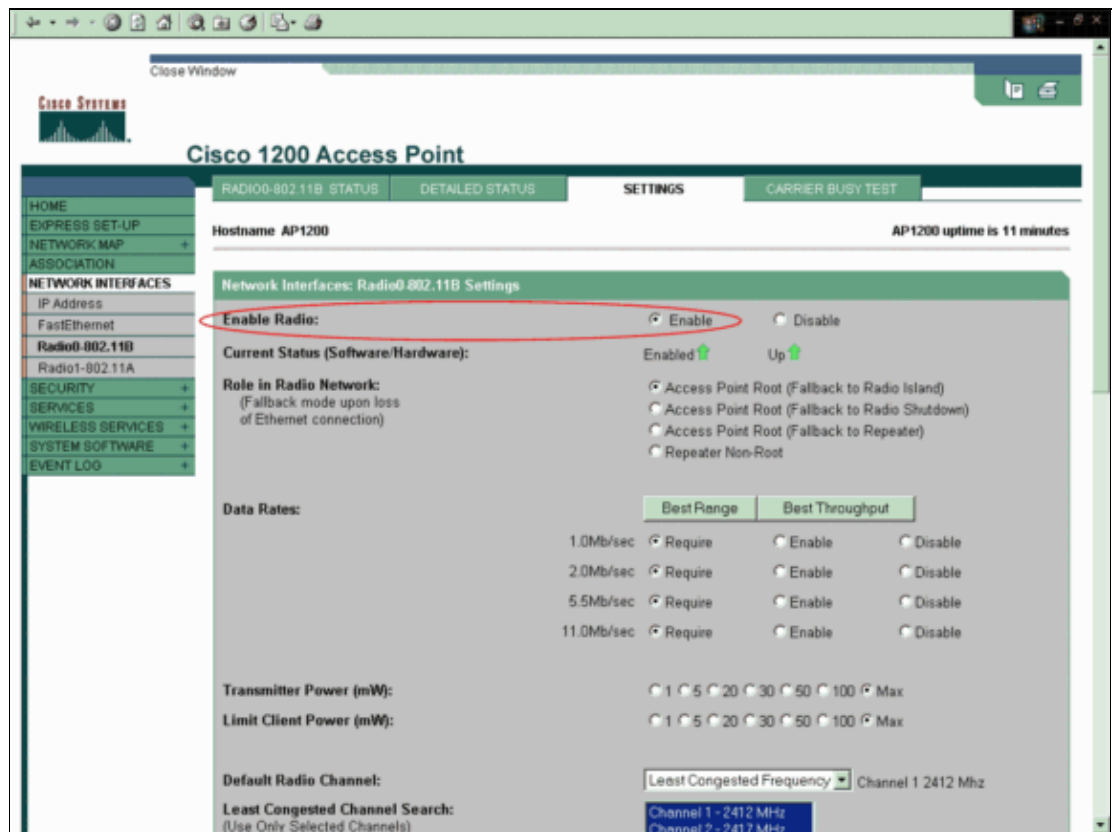 Close Window
CISCO SYSTEMS
Cisco 1200 Access Point
RADIO0-802.11B STATUS DETAILED STATUS SETTINGS CARRIER BUSY TEST
HOME
EXPRESS SET-UP
NETWORK MAP +
ASSOCIATION
NETWORK INTERFACES
IP Address
FastEthernet
Radio0-802.11B
Radio1-802.11A
SECURITY +
SERVICES +
WIRELESS SERVICES +
SYSTEM SOFTWARE +
EVENT LOG +
Hostname AP1200 AP1200 uptime is 11 minutes
Network Interfaces: Radio0-802.11B Settings
Enable Radio: Enable Disable
Current Status (Software/Hardware): Enabled Up
Role in Radio Network:
(Fallback mode upon loss
of Ethernet connection)
Access Point Root (Fallback to Radio Island)
Access Point Root (Fallback to Radio Shutdown)
Access Point Root (Fallback to Repeater)
Repeater Non-Root
Data Rates: Best Range Best Throughput
1.0Mb/sec Require Enable Disable
2.0Mb/sec Require Enable Disable
5.5Mb/sec Require Enable Disable
11.0Mb/sec Require Enable Disable
Transmitter Power (mW): 1 5 20 30 50 100 Max
Limit Client Power (mW): 1 5 20 30 50 100 Max
Default Radio Channel: Least Congested Frequency Channel 1 2412 Mhz
Least Congested Channel Search:
(Use Only Selected Channels)
Channel 1 - 2412 MHz
Channel 2 - 2417 MHz